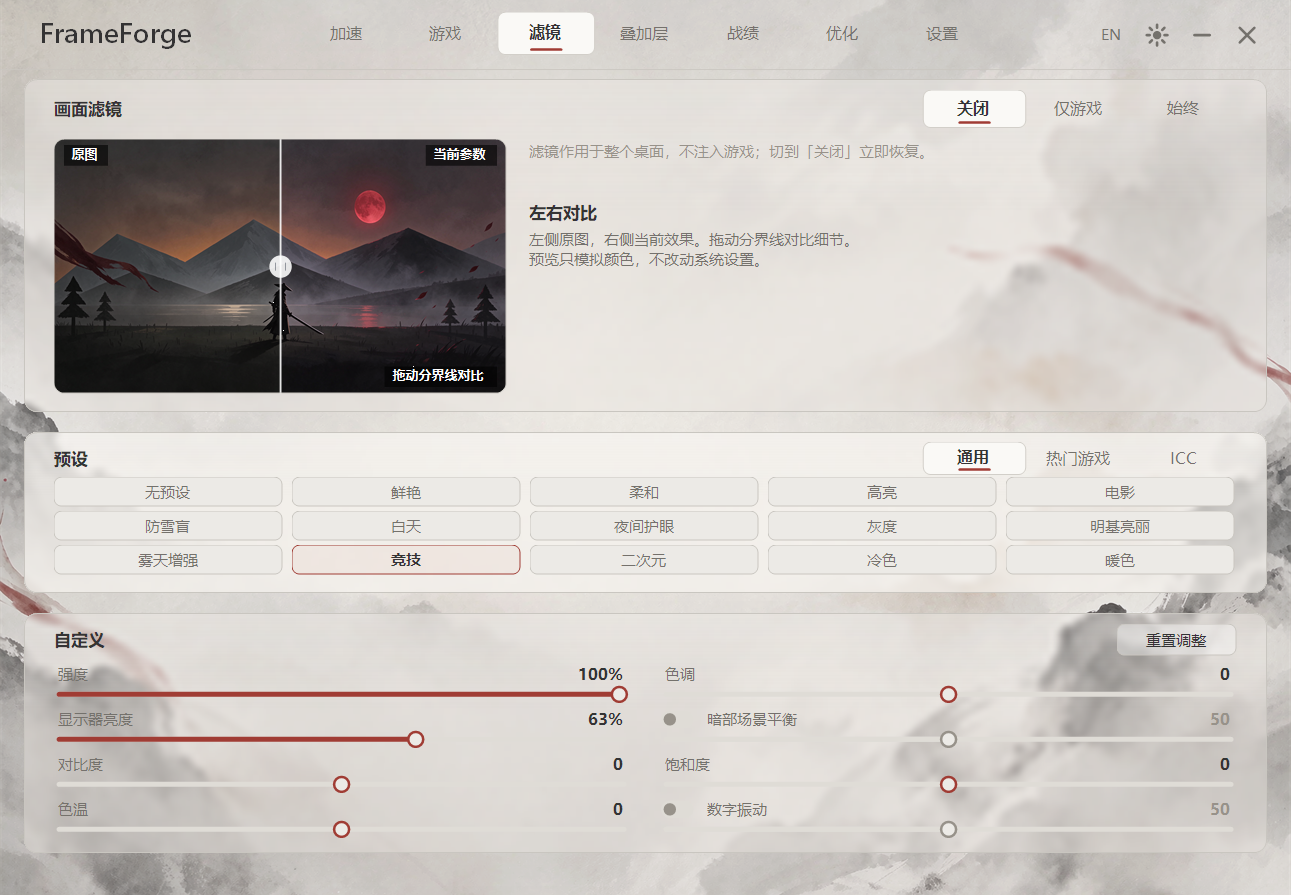 FrameForge
加速 游戏 滤镜 叠加层 战绩 优化 设置 EN
画面滤镜 关闭 仅游戏 始终
原图 当前参数
滤镜作用于整个桌面，不注入游戏；切到「关闭」立即恢复。
左右对比
左侧原图，右侧当前效果。拖动分界线对比细节。
预览只模拟颜色，不改动系统设置。
拖动分界线对比
预设 通用 热门游戏 ICC
无预设 鲜艳 柔和 高亮 电影
防雪盲 白天 夜间护眼 灰度 明基亮丽
雾天增强 竞技 二次元 冷色 暖色
自定义 重置调整
强度 100% 色调 0
显示器亮度 63% 暗部场景平衡 50
对比度 0 饱和度 0
色温 0 数字振动 50